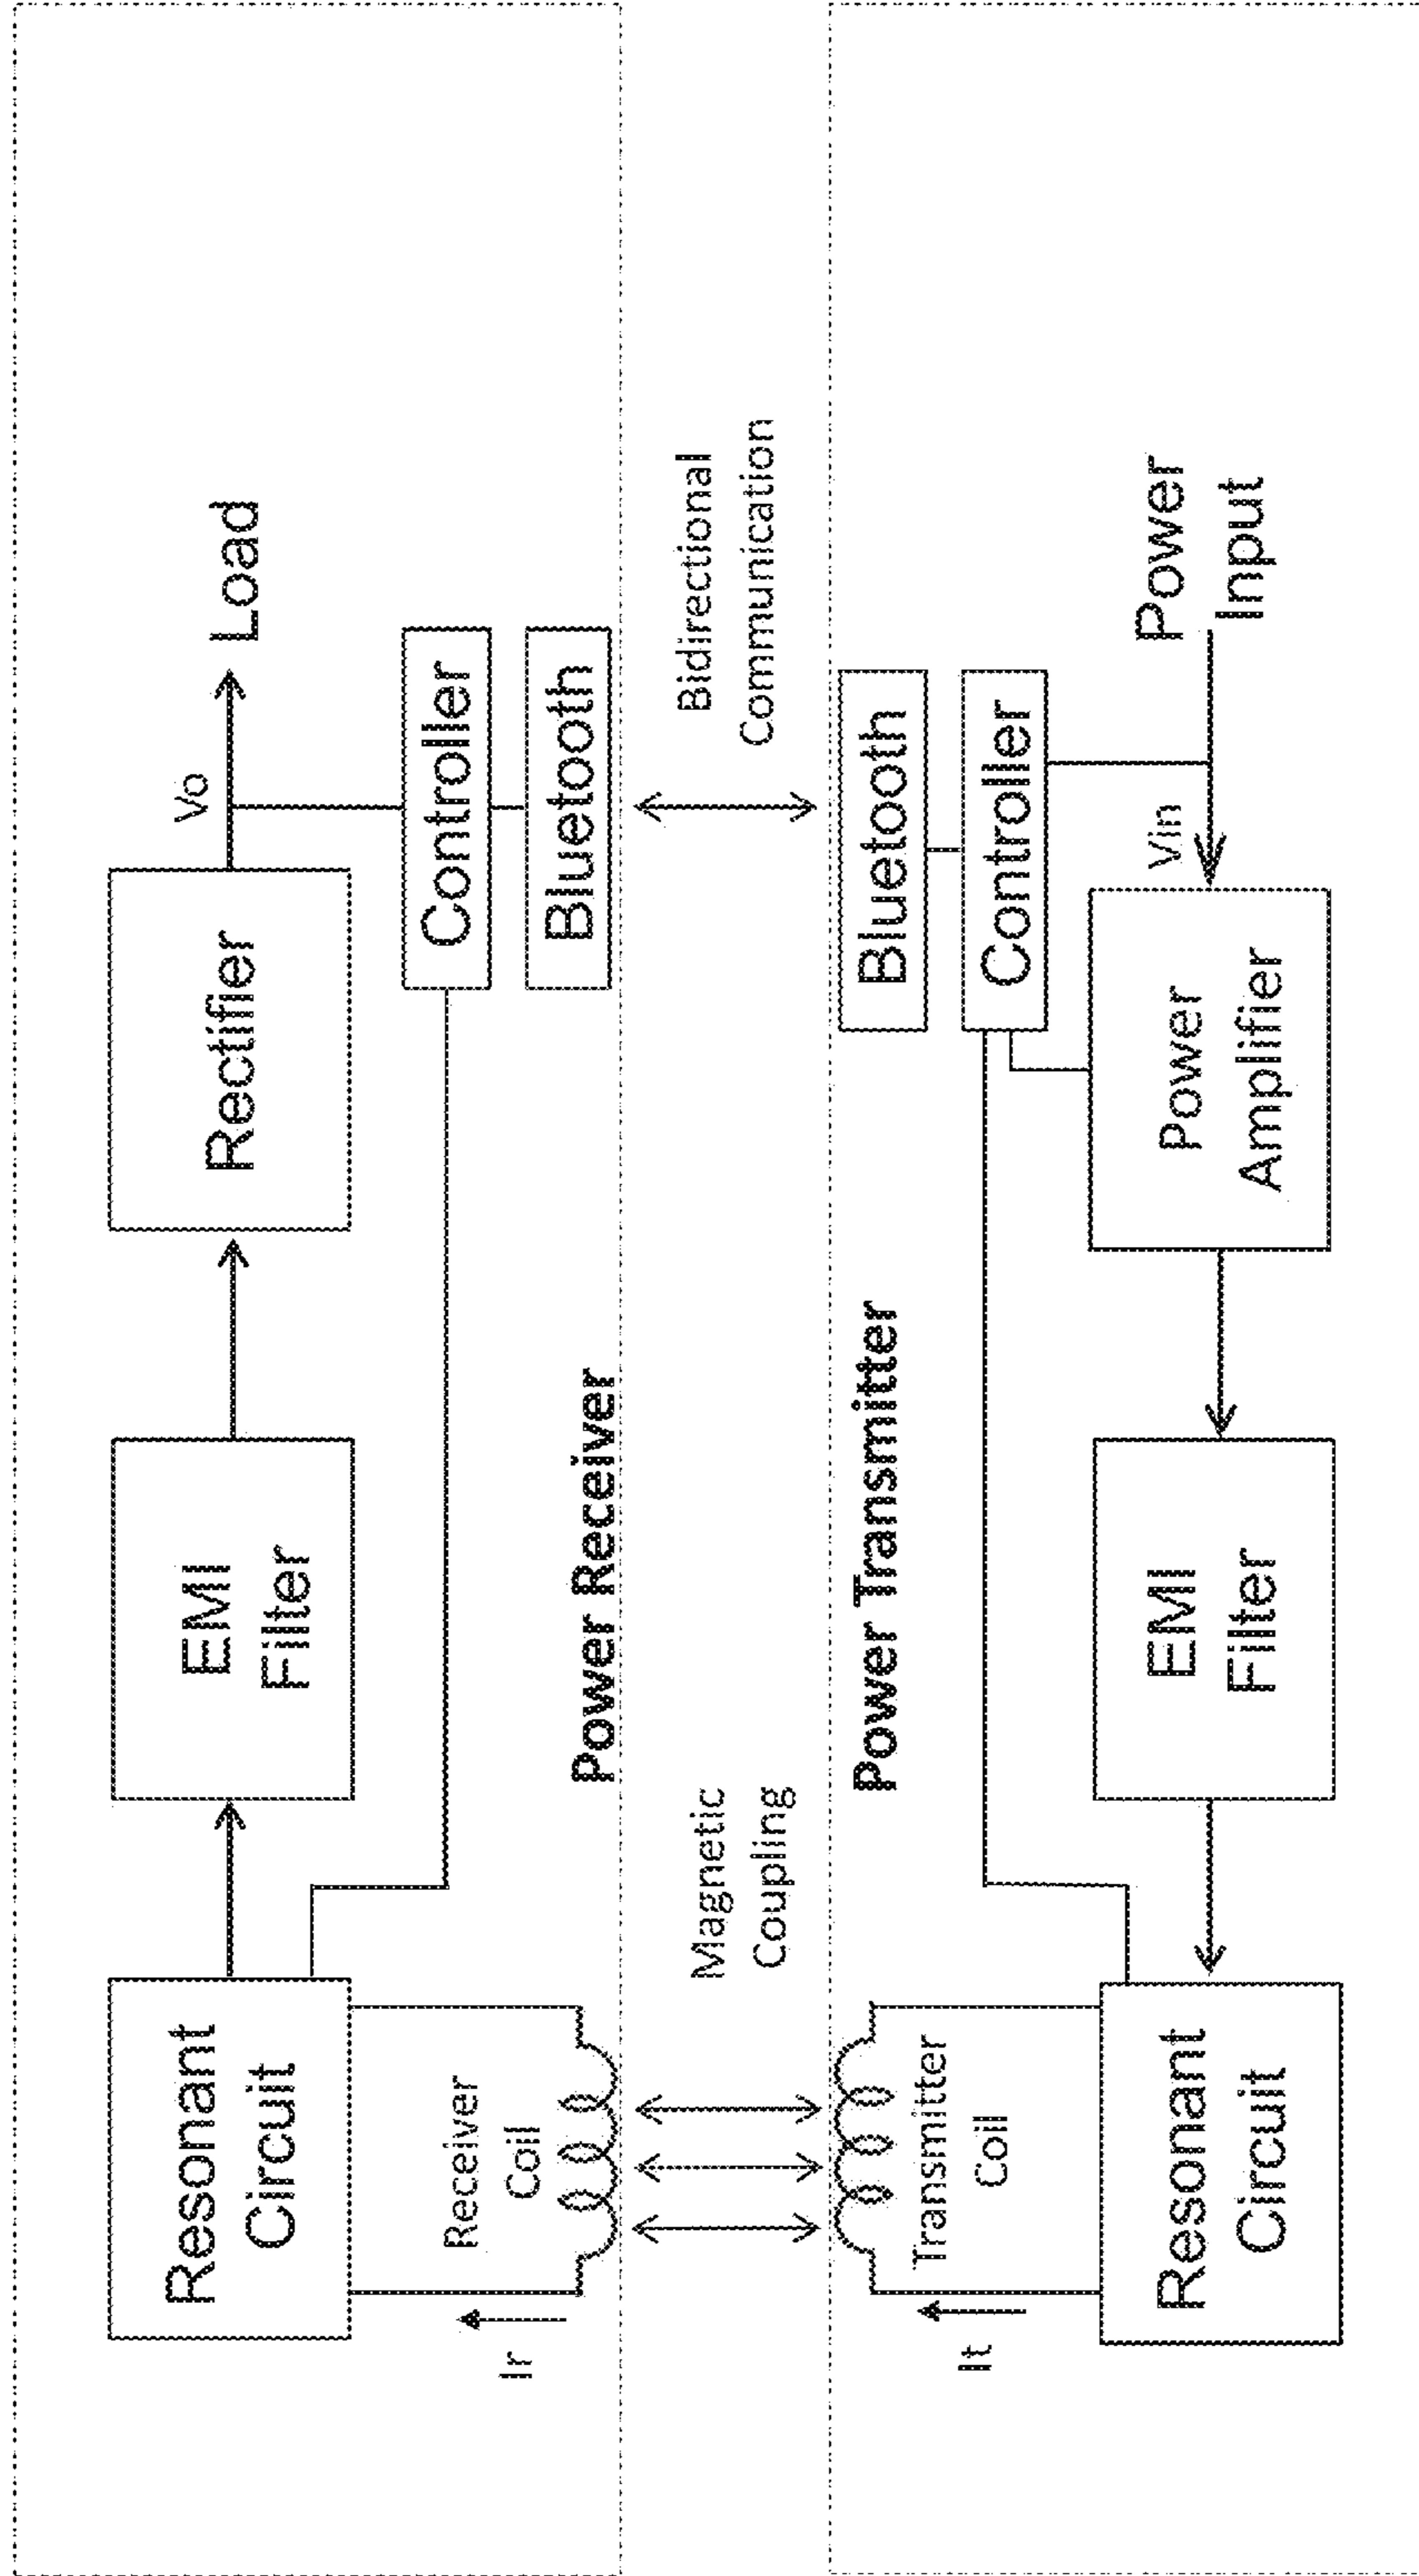 Resonant
Circuit
EMI
Filter
Rectifier
Vo
Load
Controller
Bluetooth
Receiver
Coil
Ir
Power Receiver
Magnetic
Coupling
Bidirectional
Communication
Power Transmitter
Bluetooth
Controller
Transmitter
Coil
It
Resonant
Circuit
EMI
Filter
Power
Amplifier
Vin
Power
Input